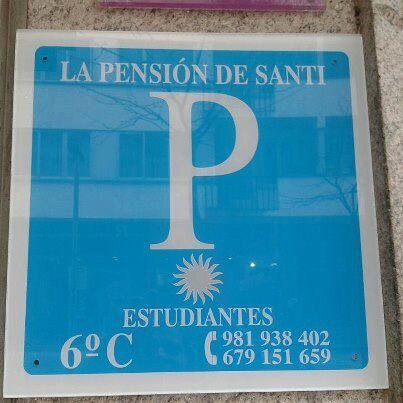 LA PENSIÓN DE SANTI
P
ESTUDIANTES
6º C
981 938 402
679 151 659